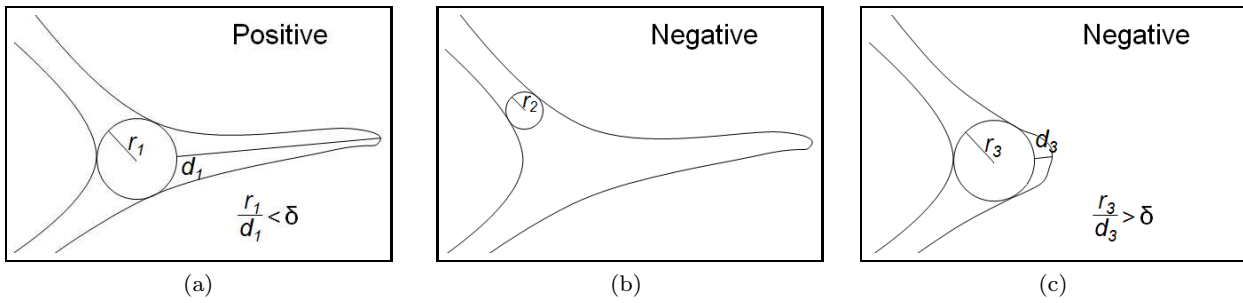 Positive
r1
d1
r1/d1 < δ
(a)
Negative
r2
(b)
Negative
r3
d3
r3/d3 > δ
(c)